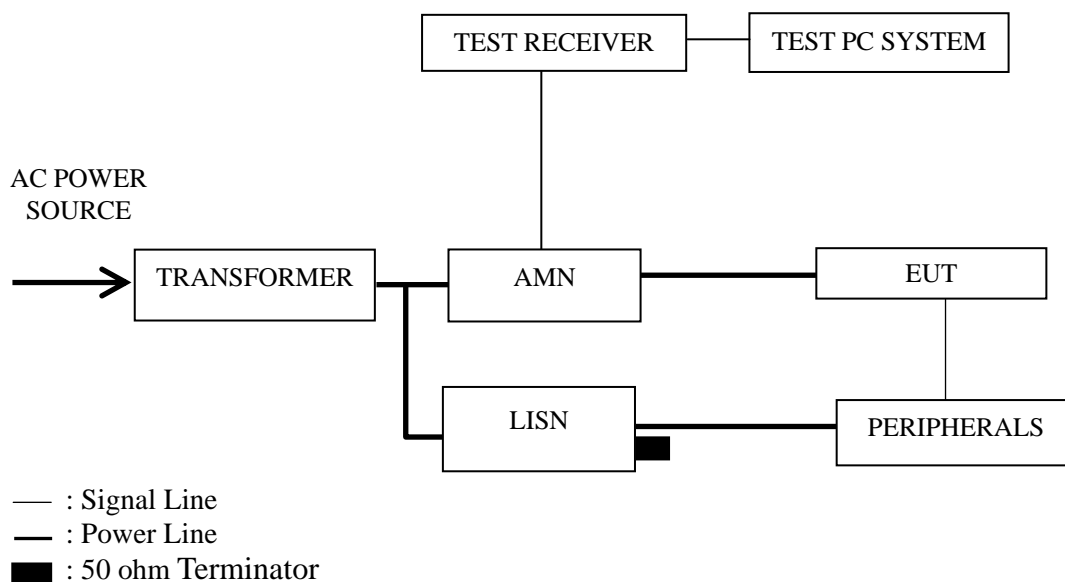 TEST RECEIVER
TEST PC SYSTEM
AC POWER
SOURCE
TRANSFORMER
AMN
EUT
LISN
PERIPHERALS
: Signal Line
: Power Line
: 50 ohm Terminator